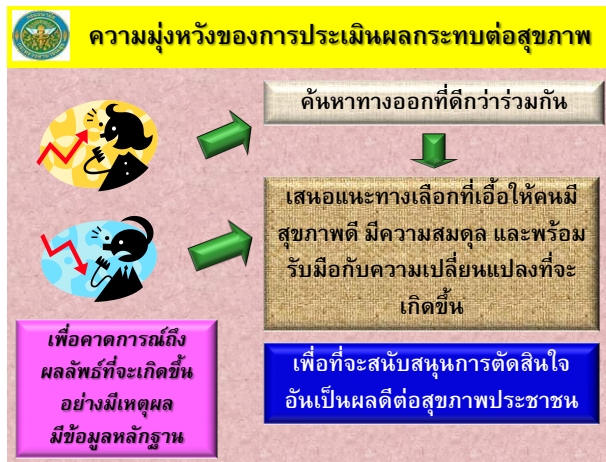 ความมุ่งหวังของการประเมินผลกระทบต่อสุขภาพ
ค้นหาทางออกที่ดีกว่าร่วมกัน
เสนอแนะทางเลือกที่เอื้อให้คนมี
สุขภาพดี มีความสมดุล และพร้อม
รับมือกับความเปลี่ยนแปลงที่จะ
เกิดขึ้น
เพื่อคาดการณ์ถึง
ผลลัพธ์ที่จะเกิดขึ้น
อย่างมีเหตุผล
มีข้อมูลหลักฐาน
เพื่อที่จะสนับสนุนการตัดสินใจ
อันเป็นผลดีต่อสุขภาพประชาชน